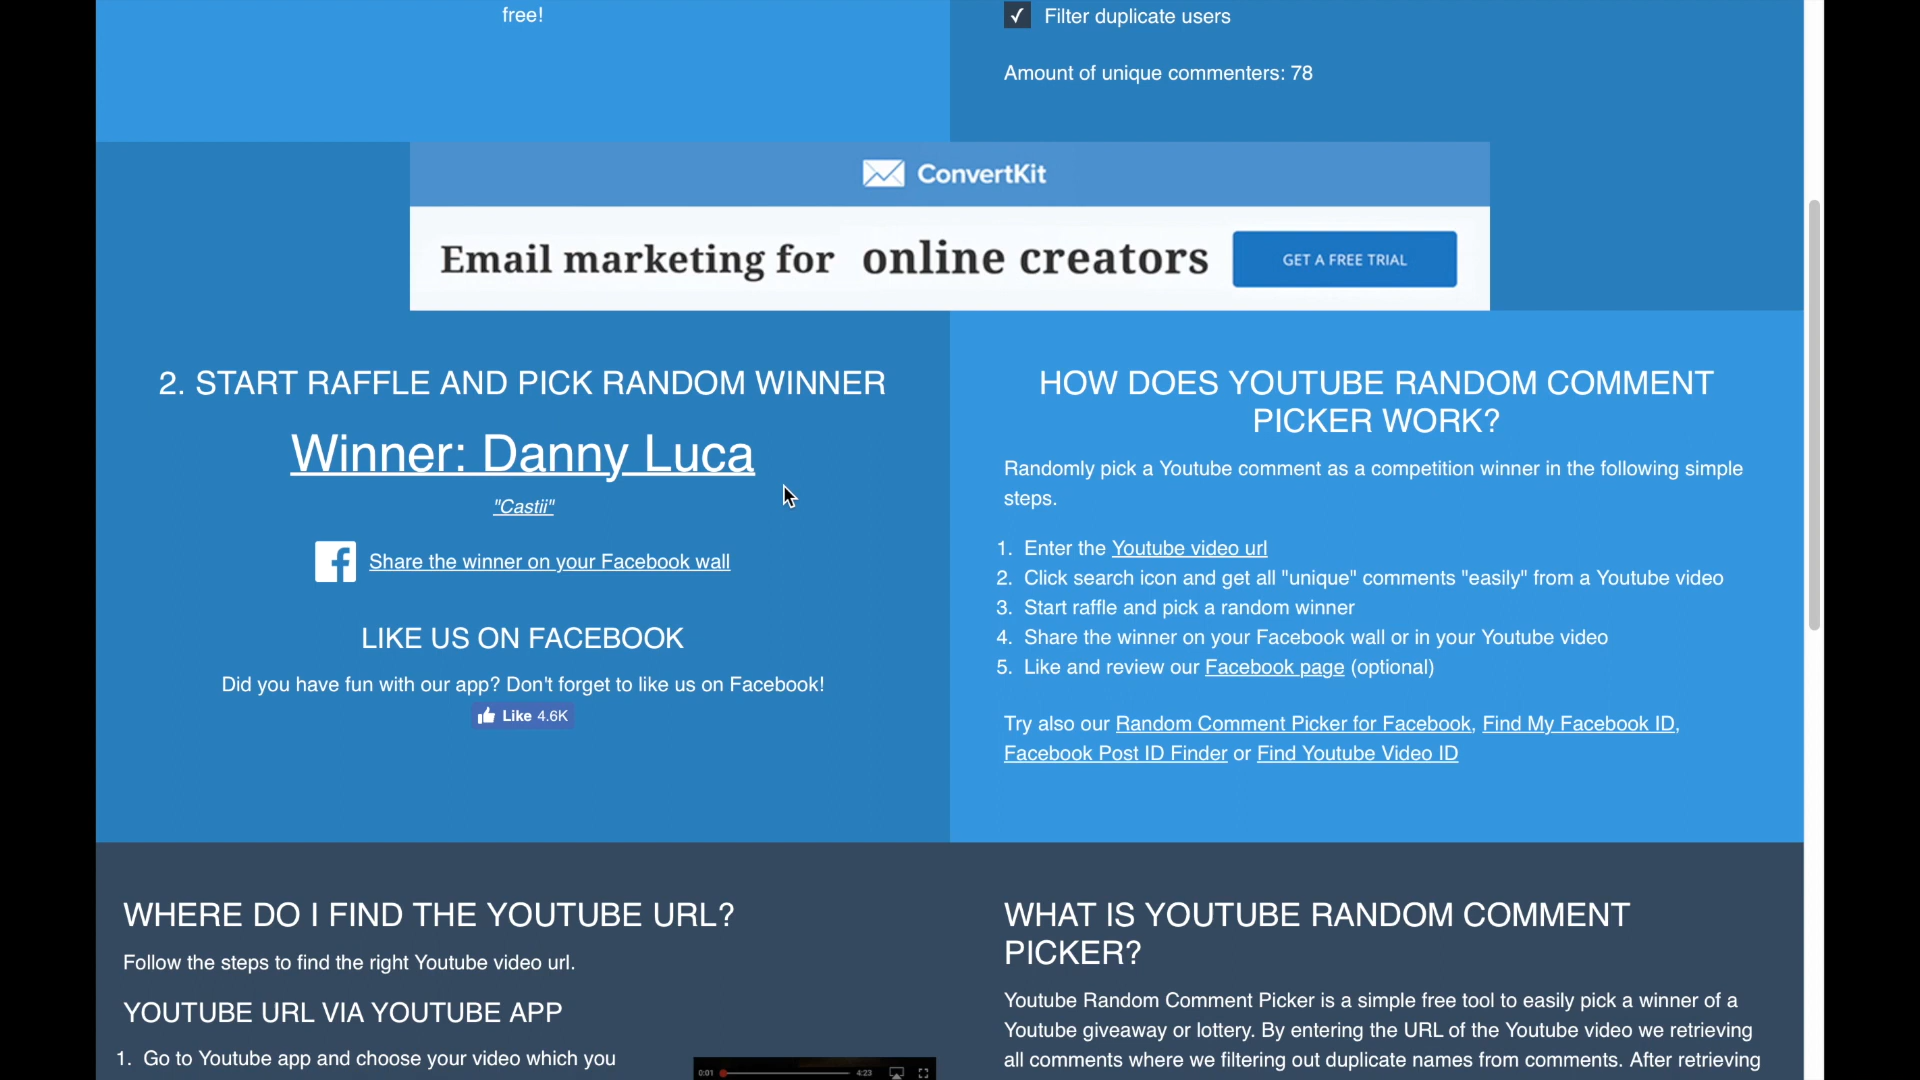 free!
✓ Filter duplicate users
Amount of unique commenters: 78
ConvertKit
Email marketing for online creators
GET A FREE TRIAL
2. START RAFFLE AND PICK RANDOM WINNER
Winner: Danny Luca
"Castii"
Share the winner on your Facebook wall
LIKE US ON FACEBOOK
Did you have fun with our app? Don't forget to like us on Facebook!
Like 4.6K
HOW DOES YOUTUBE RANDOM COMMENT
PICKER WORK?
Randomly pick a Youtube comment as a competition winner in the following simple
steps.
1. Enter the Youtube video url
2. Click search icon and get all "unique" comments "easily" from a Youtube video
3. Start raffle and pick a random winner
4. Share the winner on your Facebook wall or in your Youtube video
5. Like and review our Facebook page (optional)
Try also our Random Comment Picker for Facebook, Find My Facebook ID,
Facebook Post ID Finder or Find Youtube Video ID
WHERE DO I FIND THE YOUTUBE URL?
Follow the steps to find the right Youtube video url.
YOUTUBE URL VIA YOUTUBE APP
1. Go to Youtube app and choose your video which you
0:01
4:23
WHAT IS YOUTUBE RANDOM COMMENT
PICKER?
Youtube Random Comment Picker is a simple free tool to easily pick a winner of a
Youtube giveaway or lottery. By entering the URL of the Youtube video we retrieving
all comments where we filtering out duplicate names from comments. After retrieving